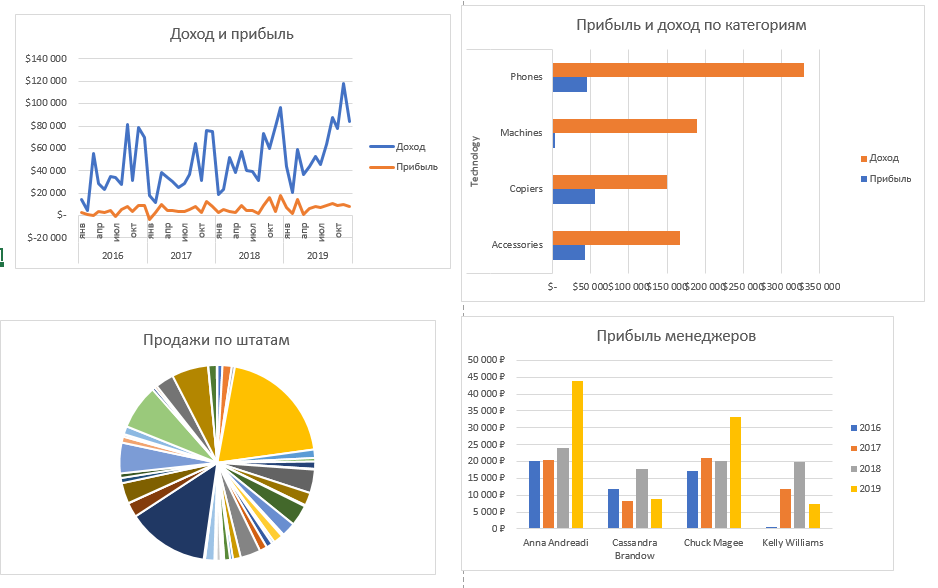 Доход и прибыль
$140 000
$120 000
$100 000
$80 000
$60 000
$40 000
$20 000
$-
$-20 000
янв
апр
июл
окт
янв
апр
июл
окт
янв
апр
июл
окт
янв
апр
июл
окт
2016
2017
2018
2019
Доход
Прибыль
Прибыль и доход по категориям
Technology
Phones
Machines
Copiers
Accessories
$-
$50 000
$100 000
$150 000
$200 000
$250 000
$300 000
$350 000
Доход
Прибыль
Продажи по штатам
Прибыль менеджеров
50 000 ₽
45 000 ₽
40 000 ₽
35 000 ₽
30 000 ₽
25 000 ₽
20 000 ₽
15 000 ₽
10 000 ₽
5 000 ₽
0 ₽
Anna Andreadi
Cassandra
Brandow
Chuck Magee
Kelly Williams
2016
2017
2018
2019